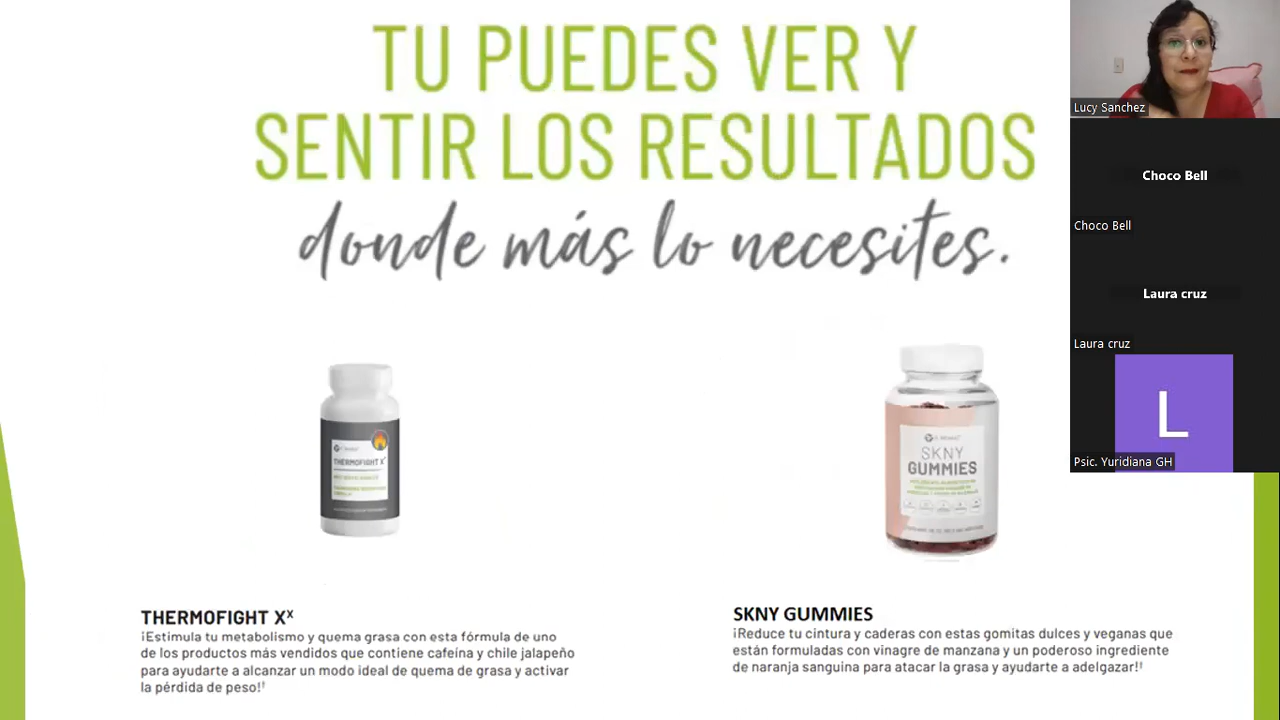 TU PUEDES VER Y
SENTIR LOS RESULTADOS
donde más lo necesites.
THERMOFIGHT X
SKNY
GUMMIES
THERMOFIGHT Xˣ
¡Estimula tu metabolismo y quema grasa con esta fórmula de uno
de los productos más vendidos que contiene cafeína y chile jalapeño
para ayudarte a alcanzar un modo ideal de quema de grasa y activar
la pérdida de peso!†
SKNY GUMMIES
¡Reduce tu cintura y caderas con estas gomitas dulces y veganas que
están formuladas con vinagre de manzana y un poderoso ingrediente
de naranja sanguina para atacar la grasa y ayudarte a adelgazar!†
Lucy Sanchez
Choco Bell
Choco Bell
Laura cruz
Laura cruz
L
Psic. Yuridiana GH